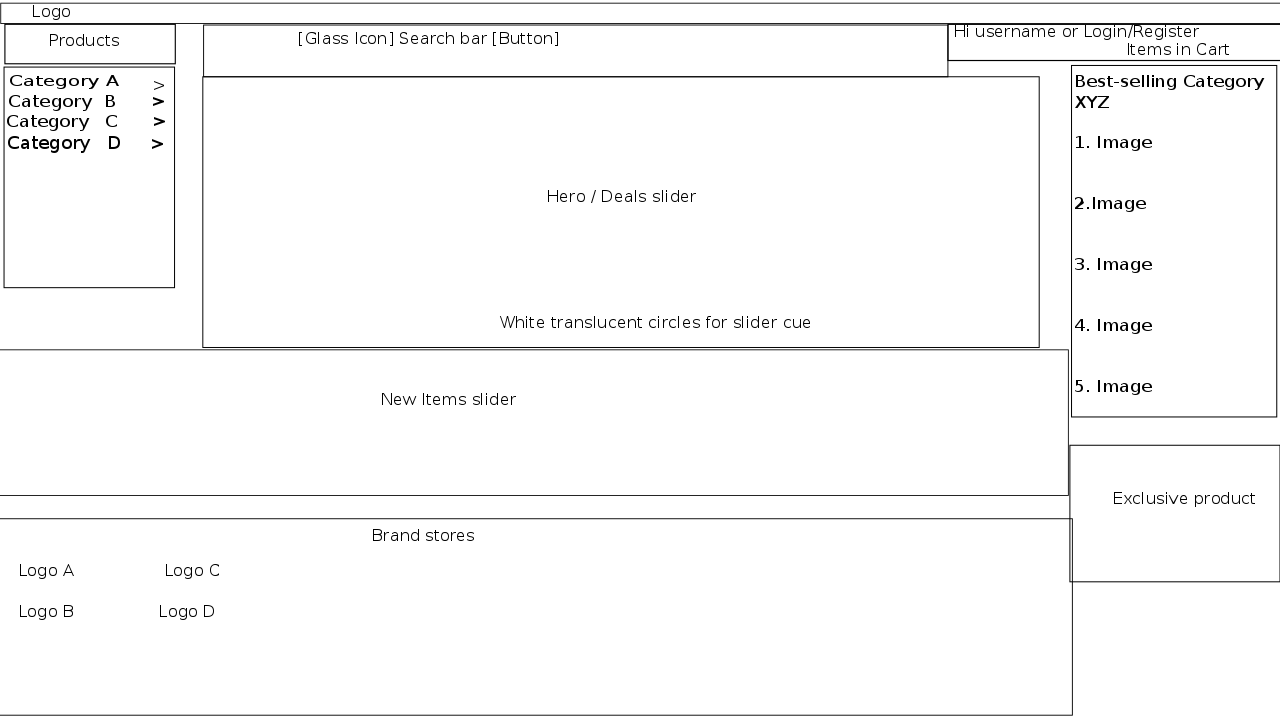 Logo
Products
[Glass Icon] Search bar [Button]
Hi username or Login/Register
Items in Cart
Category A >
Category B >
Category C >
Category D >
Hero / Deals slider
White translucent circles for slider cue
Best-selling Category
XYZ
1. Image
2.Image
3. Image
4. Image
5. Image
New Items slider
Exclusive product
Brand stores
Logo A Logo C
Logo B Logo D